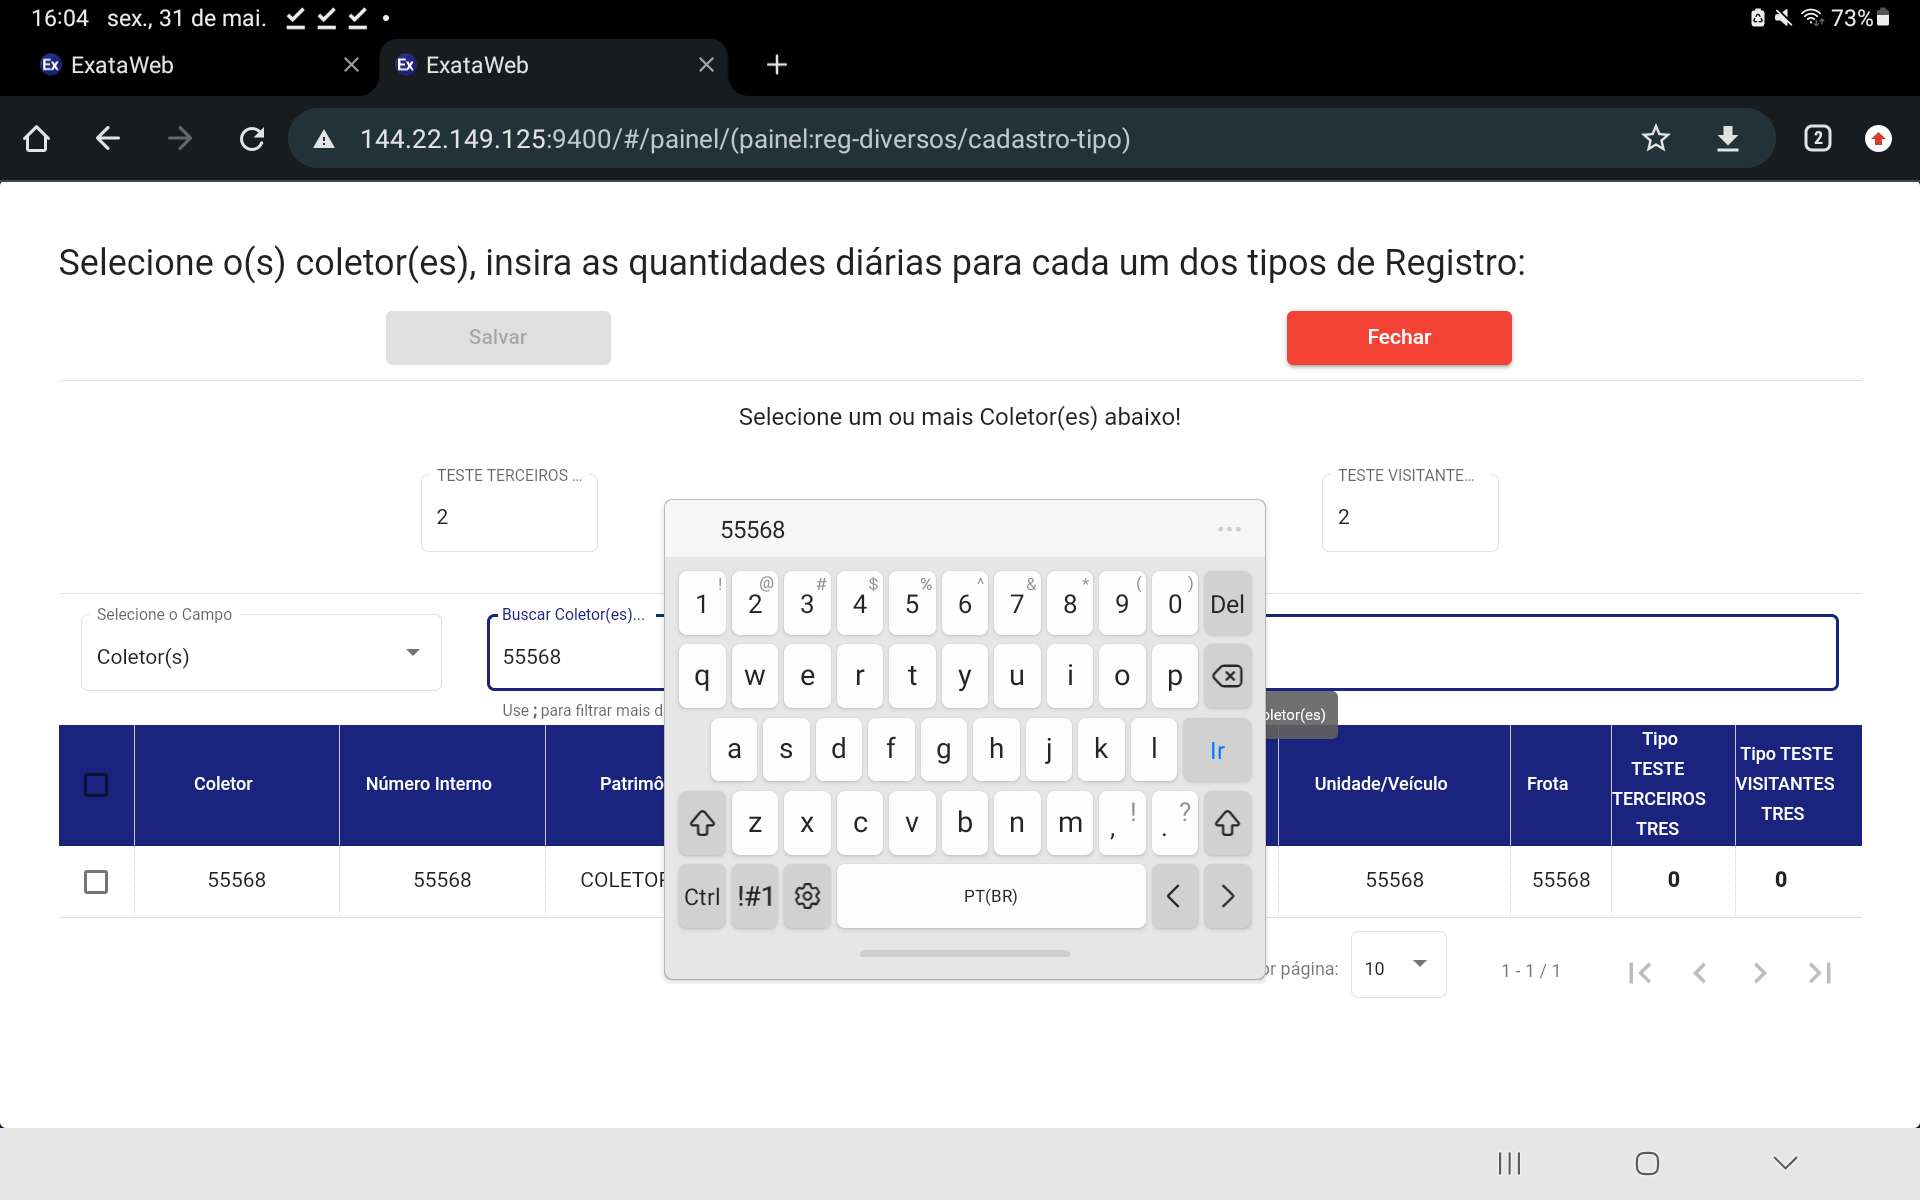 16:04 sex., 31 de mai.
73%
Ex ExataWeb
Ex ExataWeb
144.22.149.125:9400/#/painel/(painel:reg-diversos/cadastro-tipo)
2
Selecione o(s) coletor(es), insira as quantidades diárias para cada um dos tipos de Registro:
Salvar
Fechar
Selecione um ou mais Coletor(es) abaixo!
TESTE TERCEIROS ...
2
TESTE VISITANTE...
2
Selecione o Campo
Coletor(s)
Buscar Coletor(es)...
55568
Use ; para filtrar mais d
oletor(es)
Coletor
Número Interno
Patrimô
Unidade/Veículo
Frota
Tipo
TESTE
TERCEIROS
TRES
Tipo TESTE
VISITANTES
TRES
55568 55568 COLETOR 55568 55568 0 0
or página: 10 1 - 1 / 1
55568 ...
! @ # $ % ^ & * ( )
1 2 3 4 5 6 7 8 9 0 Del
q w e r t y u i o p
a s d f g h j k l Ir
z x c v b n m , ! . ?
Ctrl !#1 PT(BR) < >